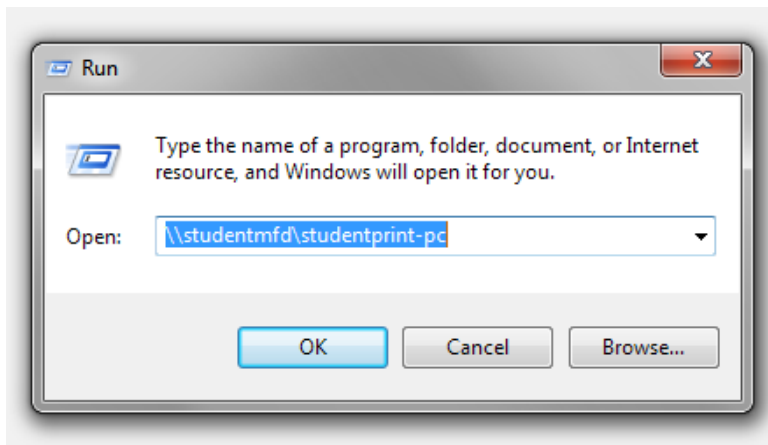 Run
Type the name of a program, folder, document, or Internet
resource, and Windows will open it for you.
Open: \\studentmfd\studentprint-pc
OK Cancel Browse...